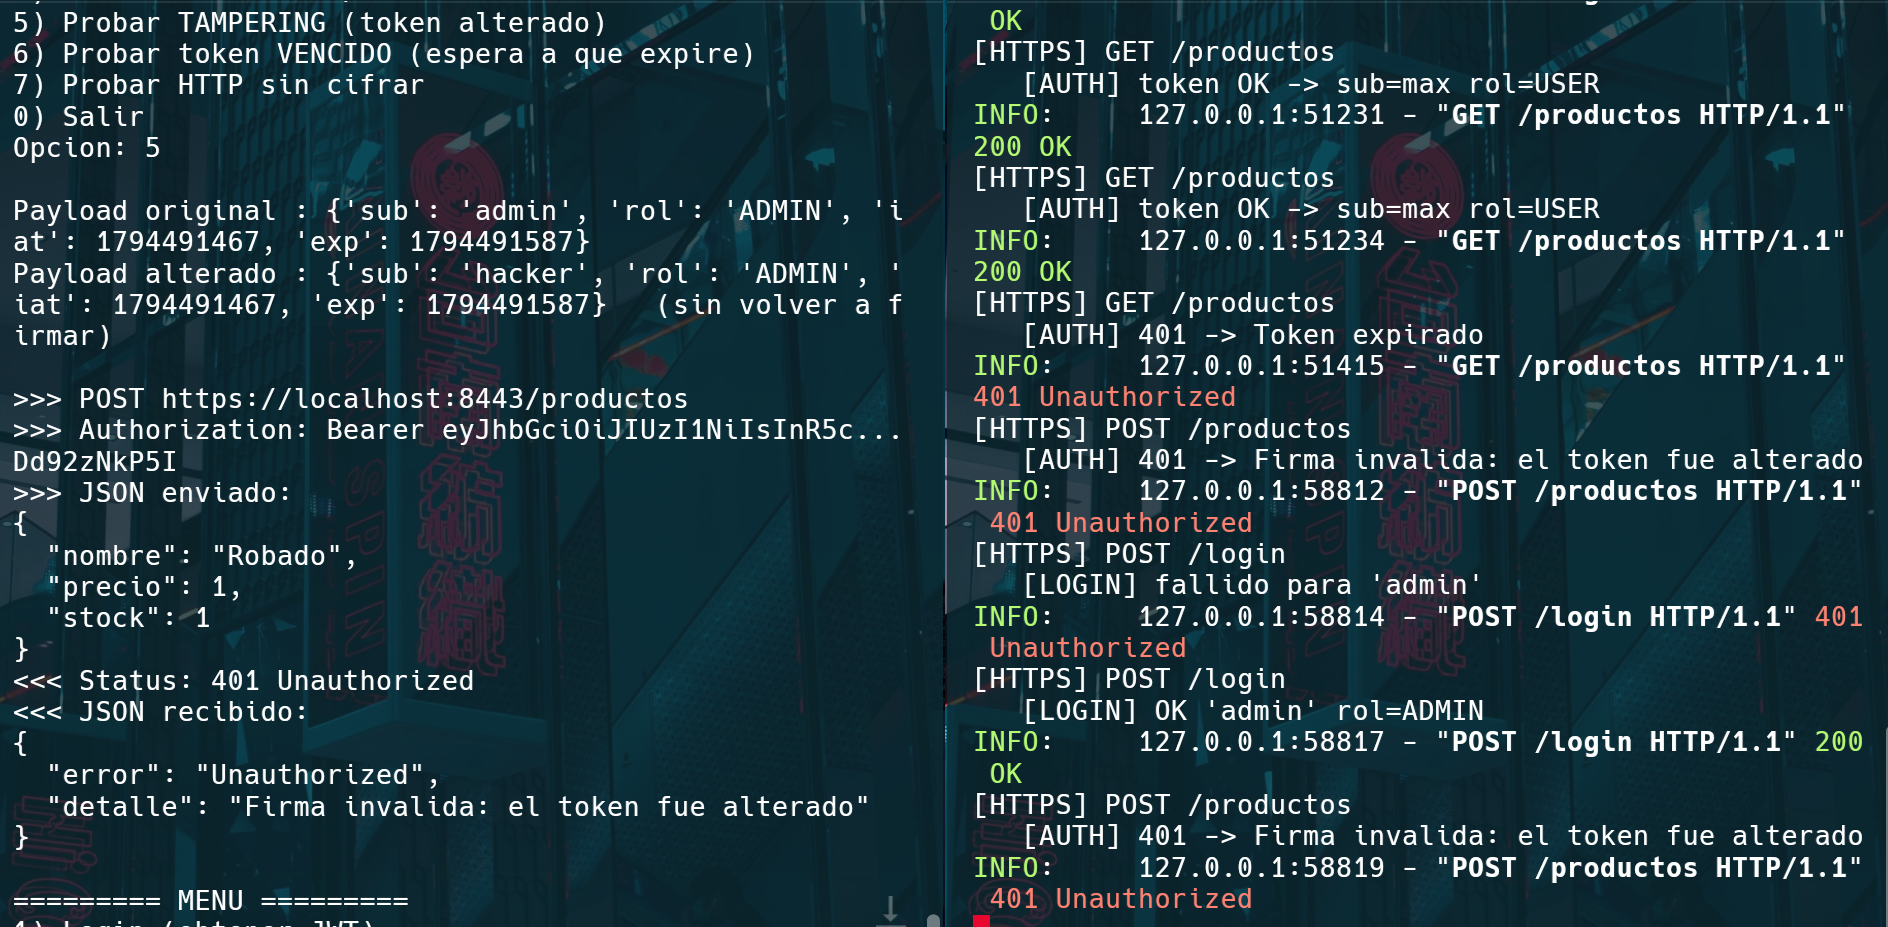 5) Probar TAMPERING (token alterado)
6) Probar token VENCIDO (espera a que expire)
7) Probar HTTP sin cifrar
0) Salir
Opcion: 5
Payload original : {'sub': 'admin', 'rol': 'ADMIN', 'i
at': 1794491467, 'exp': 1794491587}
Payload alterado : {'sub': 'hacker', 'rol': 'ADMIN', '
iat': 1794491467, 'exp': 1794491587}   (sin volver a f
irmar)
>>> POST https://localhost:8443/productos
>>> Authorization: Bearer eyJhbGciOiJIUzI1NiIsInR5c...
Dd92zNkP5I
>>> JSON enviado:
{
  "nombre": "Robado",
  "precio": 1,
  "stock": 1
}
<<< Status: 401 Unauthorized
<<< JSON recibido:
{
  "error": "Unauthorized",
  "detalle": "Firma invalida: el token fue alterado"
}
========= MENU =========
1) Login (obtener JWT)
 OK
[HTTPS] GET /productos
   [AUTH] token OK -> sub=max rol=USER
INFO:     127.0.0.1:51231 - "GET /productos HTTP/1.1"
200 OK
[HTTPS] GET /productos
   [AUTH] token OK -> sub=max rol=USER
INFO:     127.0.0.1:51234 - "GET /productos HTTP/1.1"
200 OK
[HTTPS] GET /productos
   [AUTH] 401 -> Token expirado
INFO:     127.0.0.1:51415 - "GET /productos HTTP/1.1"
401 Unauthorized
[HTTPS] POST /productos
   [AUTH] 401 -> Firma invalida: el token fue alterado
INFO:     127.0.0.1:58812 - "POST /productos HTTP/1.1"
 401 Unauthorized
[HTTPS] POST /login
   [LOGIN] fallido para 'admin'
INFO:     127.0.0.1:58814 - "POST /login HTTP/1.1" 401
 Unauthorized
[HTTPS] POST /login
   [LOGIN] OK 'admin' rol=ADMIN
INFO:     127.0.0.1:58817 - "POST /login HTTP/1.1" 200
 OK
[HTTPS] POST /productos
   [AUTH] 401 -> Firma invalida: el token fue alterado
INFO:     127.0.0.1:58819 - "POST /productos HTTP/1.1"
 401 Unauthorized